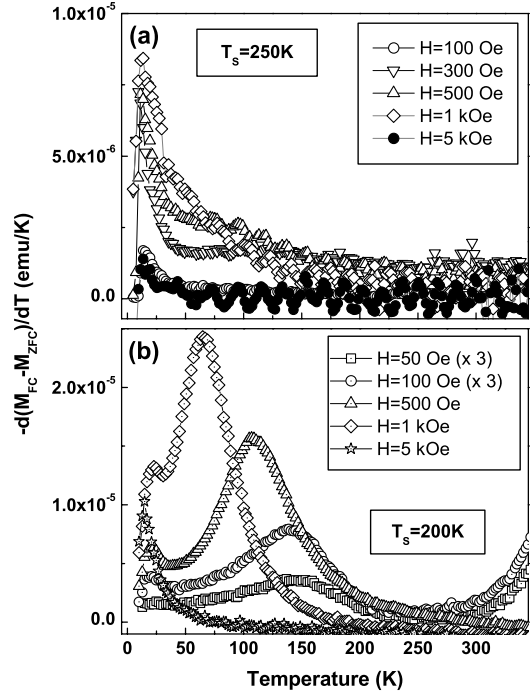 1.0x10⁻⁵
(a)
Tₛ=250K
H=100 Oe
H=300 Oe
H=500 Oe
H=1 kOe
H=5 kOe
5.0x10⁻⁶
0.0
-d(M_FC-M_ZFC)/dT (emu/K)
(b)
H=50 Oe (x 3)
H=100 Oe (x 3)
H=500 Oe
H=1 kOe
H=5 kOe
2.0x10⁻⁵
1.0x10⁻⁵
Tₛ=200K
0.0
0 50 100 150 200 250 300
Temperature (K)